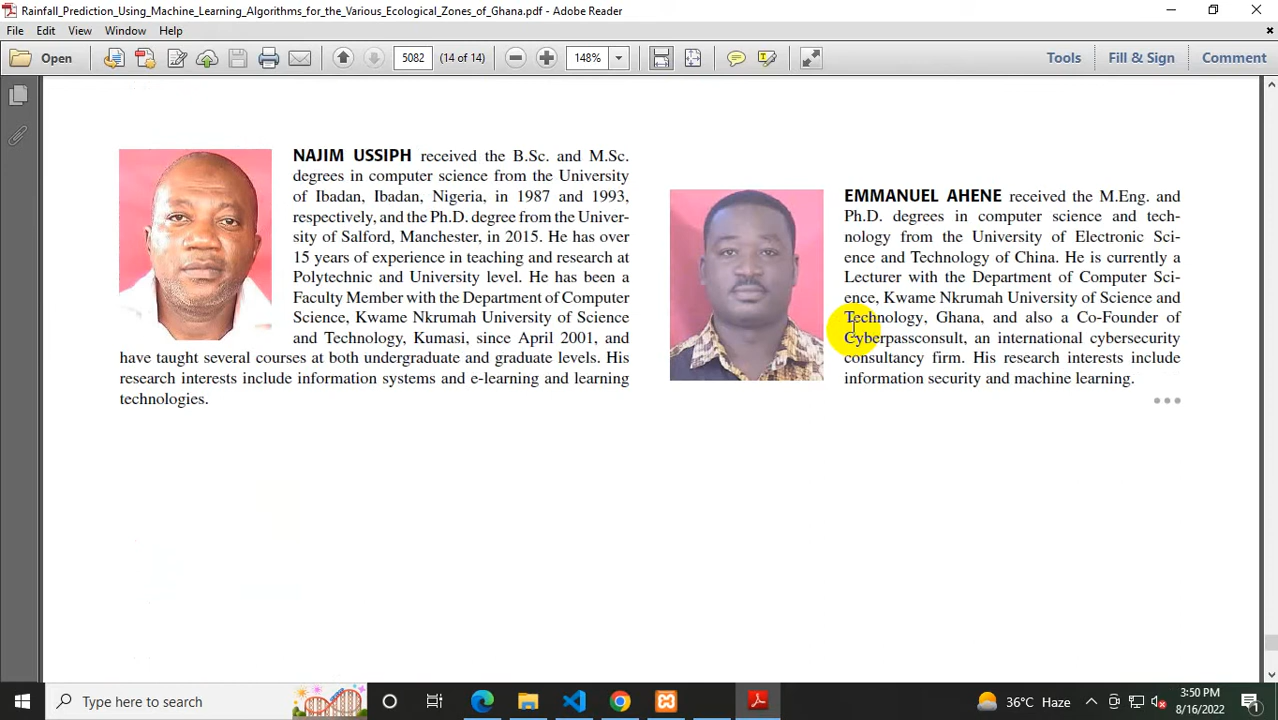 Rainfall_Prediction_Using_Machine_Learning_Algorithms_for_the_Various_Ecological_Zones_of_Ghana.pdf - Adobe Reader
File Edit View Window Help
Open 5082 (14 of 14) 148% Tools Fill & Sign Comment
NAJIM USSIPH received the B.Sc. and M.Sc.
degrees in computer science from the University
of Ibadan, Ibadan, Nigeria, in 1987 and 1993,
respectively, and the Ph.D. degree from the Univer-
sity of Salford, Manchester, in 2015. He has over
15 years of experience in teaching and research at
Polytechnic and University level. He has been a
Faculty Member with the Department of Computer
Science, Kwame Nkrumah University of Science
and Technology, Kumasi, since April 2001, and
have taught several courses at both undergraduate and graduate levels. His
research interests include information systems and e-learning and learning
technologies.
EMMANUEL AHENE received the M.Eng. and
Ph.D. degrees in computer science and tech-
nology from the University of Electronic Sci-
ence and Technology of China. He is currently a
Lecturer with the Department of Computer Sci-
ence, Kwame Nkrumah University of Science and
Technology, Ghana, and also a Co-Founder of
Cyberpassconsult, an international cybersecurity
consultancy firm. His research interests include
information security and machine learning.
Type here to search
36°C Haze
3:50 PM
8/16/2022
1